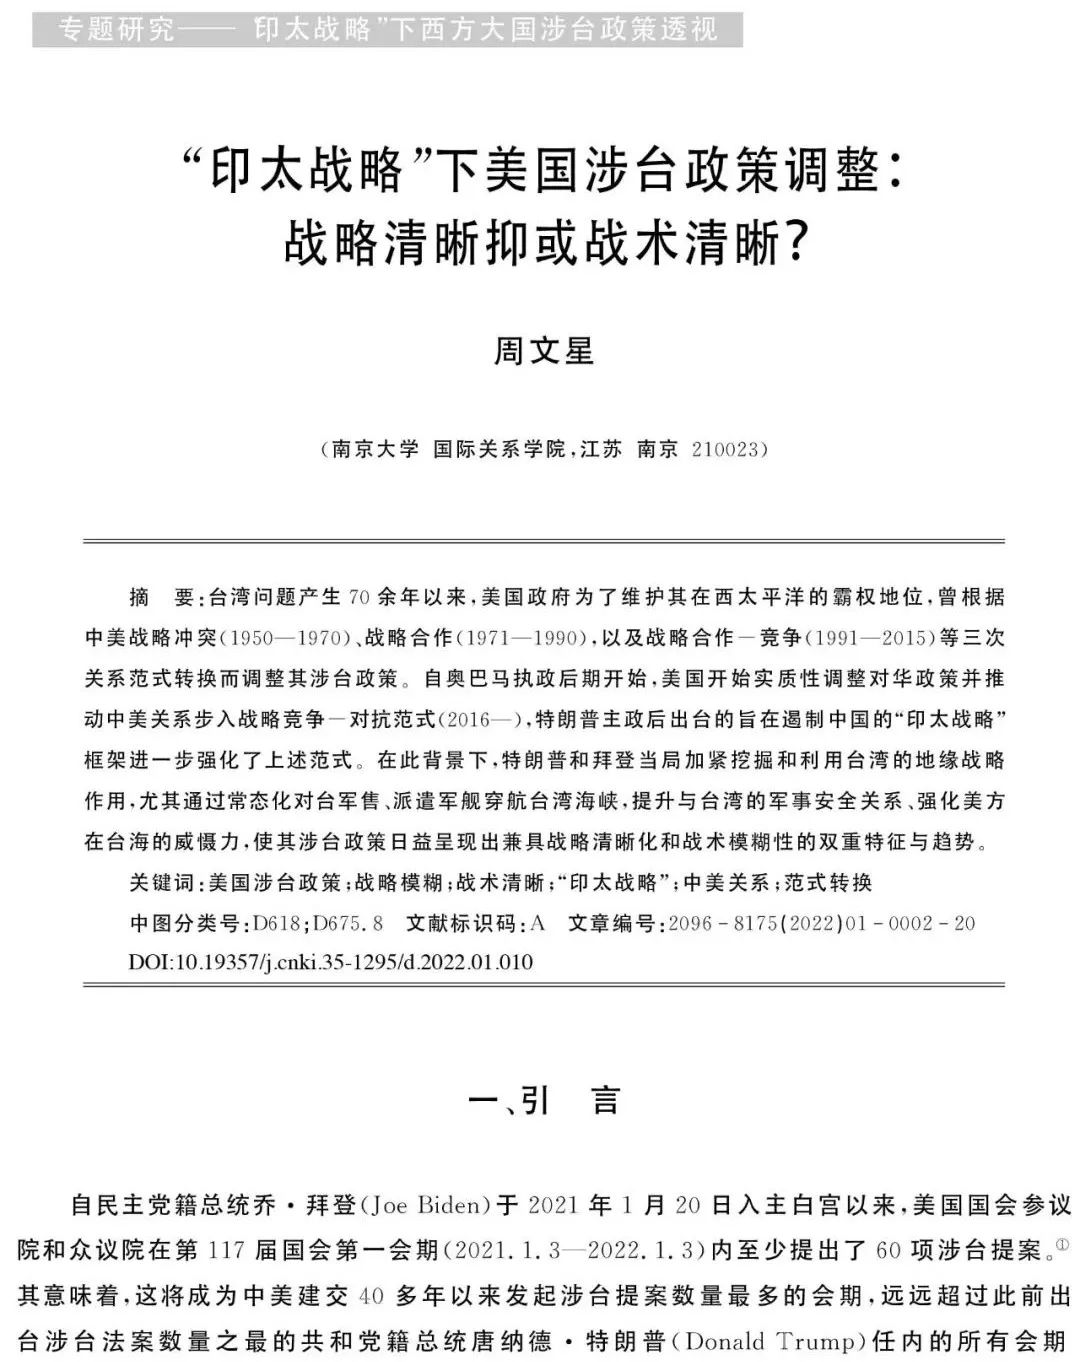 专题研究——“印太战略”下西方大国涉台政策透视
“印太战略”下美国涉台政策调整：
战略清晰抑或战术清晰？
周文星
(南京大学 国际关系学院,江苏 南京 210023)
摘 要:台湾问题产生 70 余年以来,美国政府为了维护其在西太平洋的霸权地位,曾根据
中美战略冲突(1950—1970)、战略合作(1971—1990),以及战略合作－竞争(1991—2015)等三次
关系范式转换而调整其涉台政策。自奥巴马执政后期开始,美国开始实质性调整对华政策并推
动中美关系步入战略竞争－对抗范式(2016—),特朗普主政后出台的旨在遏制中国的“印太战略”
框架进一步强化了上述范式。在此背景下,特朗普和拜登当局加紧挖掘和利用台湾的地缘战略
作用,尤其通过常态化对台军售、派遣军舰穿航台湾海峡,提升与台湾的军事安全关系、强化美方
在台海的威慑力,使其涉台政策日益呈现出兼具战略清晰化和战术模糊性的双重特征与趋势。
关键词:美国涉台政策;战略模糊;战术清晰;“印太战略”;中美关系;范式转换
中图分类号:D618;D675.8 文献标识码:A 文章编号:2096－8175(2022)01－0002－20
DOI:10.19357/j.cnki.35-1295/d.2022.01.010
一、引 言
自民主党籍总统乔·拜登(Joe Biden)于 2021 年 1 月 20 日入主白宫以来,美国国会参议
院和众议院在第 117 届国会第一会期(2021.1.3—2022.1.3)内至少提出了 60 项涉台提案。①
其意味着,这将成为中美建交 40 多年以来发起涉台提案数量最多的会期,远远超过此前出
台涉台法案数量之最的共和党籍总统唐纳德·特朗普(Donald Trump)任内的所有会期